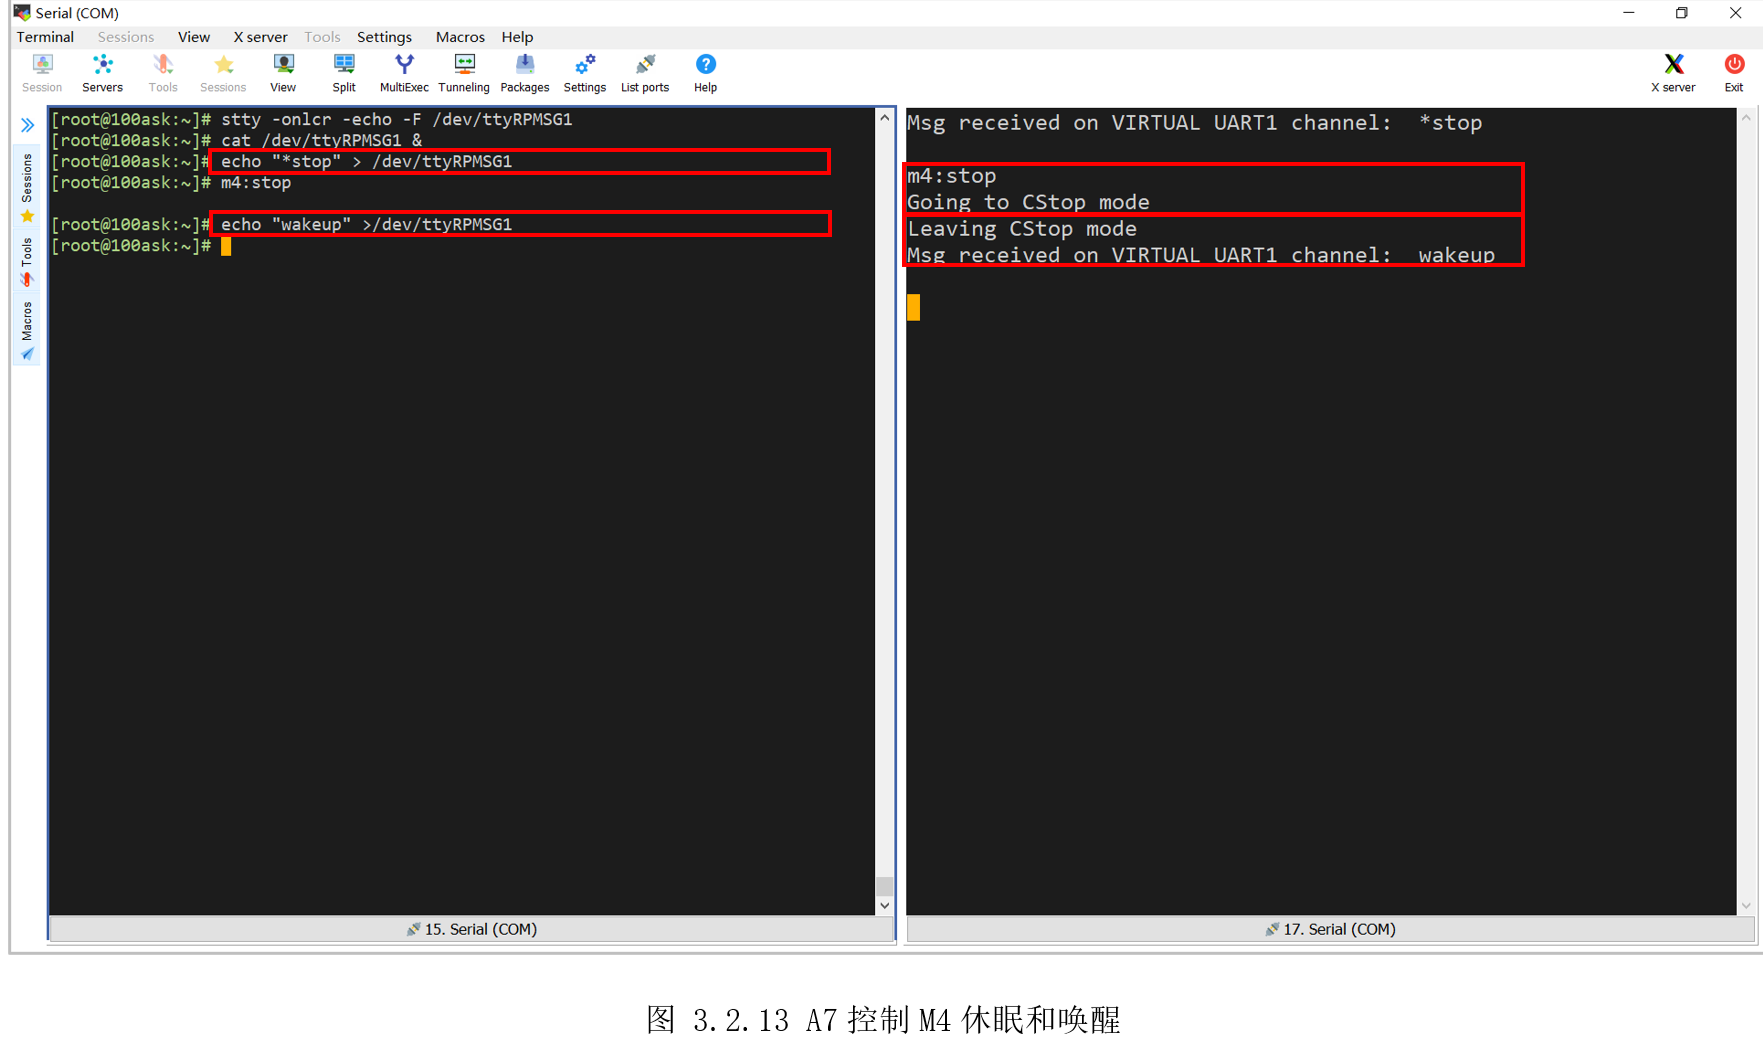 Serial (COM)
Terminal Sessions View X server Tools Settings Macros Help
Session Servers Tools Sessions View Split MultiExec Tunneling Packages Settings List ports Help X server Exit
Sessions
Tools
Macros
[root@100ask:~]# stty -onlcr -echo -F /dev/ttyRPMSG1
[root@100ask:~]# cat /dev/ttyRPMSG1 &
[root@100ask:~]# echo "*stop" > /dev/ttyRPMSG1
[root@100ask:~]# m4:stop
[root@100ask:~]# echo "wakeup" >/dev/ttyRPMSG1
[root@100ask:~]#
15. Serial (COM)
Msg received on VIRTUAL UART1 channel: *stop
m4:stop
Going to CStop mode
Leaving CStop mode
Msg received on VIRTUAL UART1 channel: wakeup
17. Serial (COM)
图 3.2.13 A7 控制 M4 休眠和唤醒